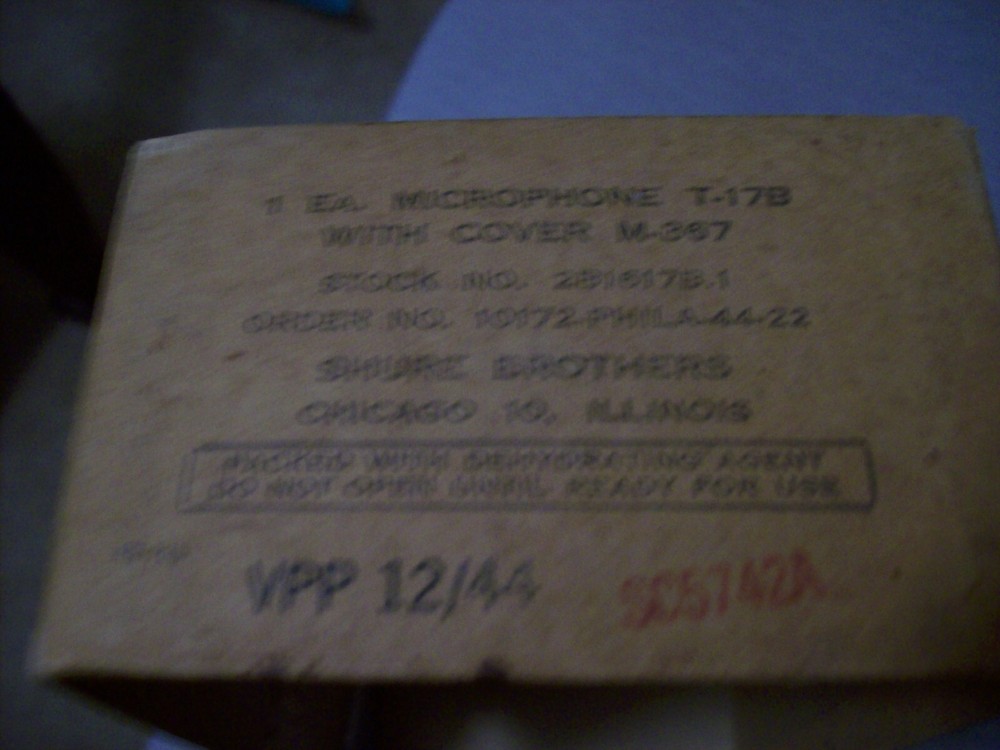 1 EA. MICROPHONE T-17B
WITH COVER M-367
STOCK NO. 2B1617B.1
ORDER NO. 10172-PHILA-44-22
SHURE BROTHERS
CHICAGO 10, ILLINOIS
PACKED WITH DEHYDRATING AGENT
DO NOT OPEN UNTIL READY FOR USE
VPP 12/44
SC5742A